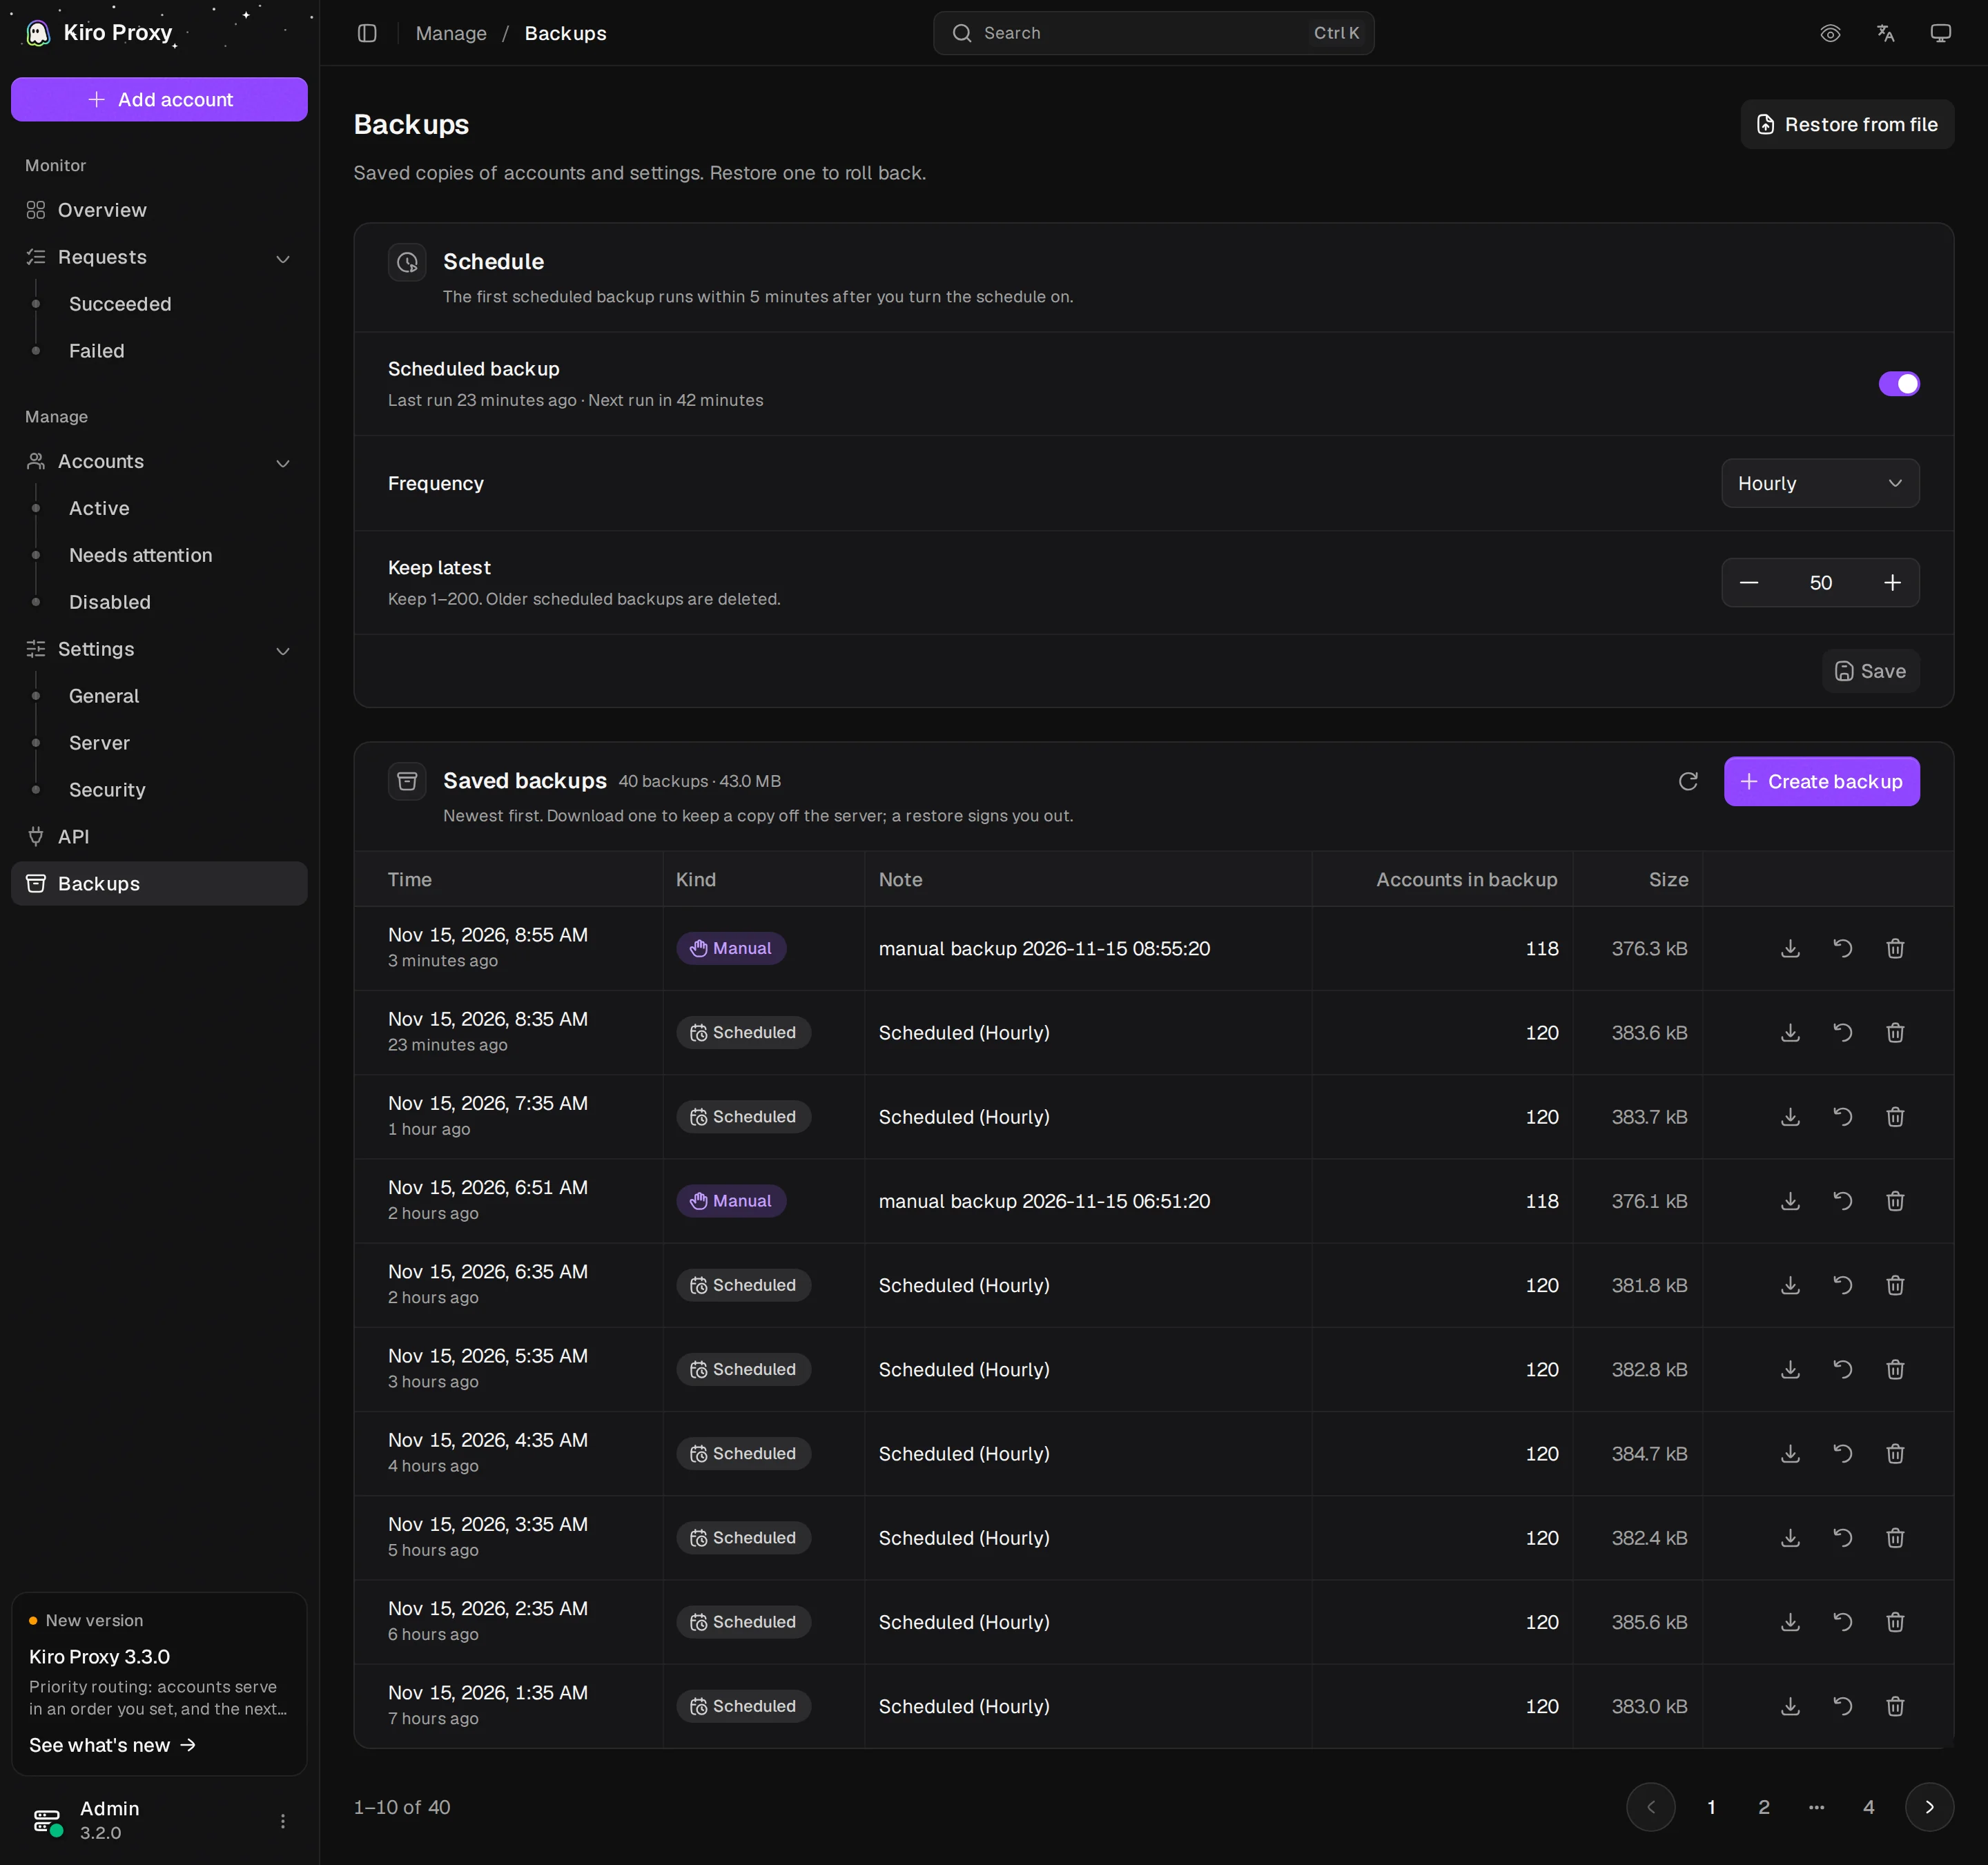 Kiro Proxy
Add account
Monitor
Overview
Requests
Succeeded
Failed
Manage
Accounts
Active
Needs attention
Disabled
Settings
General
Server
Security
API
Backups
New version
Kiro Proxy 3.3.0
Priority routing: accounts serve
in an order you set, and the next…
See what's new
Admin
3.2.0
Manage / Backups
Search Ctrl K
Backups
Restore from file
Saved copies of accounts and settings. Restore one to roll back.
Schedule
The first scheduled backup runs within 5 minutes after you turn the schedule on.
Scheduled backup
Last run 23 minutes ago · Next run in 42 minutes
Frequency
Hourly
Keep latest
Keep 1–200. Older scheduled backups are deleted.
50
Save
Saved backups 40 backups · 43.0 MB
Create backup
Newest first. Download one to keep a copy off the server; a restore signs you out.
Time Kind Note Accounts in backup Size
Nov 15, 2026, 8:55 AM
3 minutes ago
Manual
manual backup 2026-11-15 08:55:20
118
376.3 kB
Nov 15, 2026, 8:35 AM
23 minutes ago
Scheduled
Scheduled (Hourly)
120
383.6 kB
Nov 15, 2026, 7:35 AM
1 hour ago
Scheduled
Scheduled (Hourly)
120
383.7 kB
Nov 15, 2026, 6:51 AM
2 hours ago
Manual
manual backup 2026-11-15 06:51:20
118
376.1 kB
Nov 15, 2026, 6:35 AM
2 hours ago
Scheduled
Scheduled (Hourly)
120
381.8 kB
Nov 15, 2026, 5:35 AM
3 hours ago
Scheduled
Scheduled (Hourly)
120
382.8 kB
Nov 15, 2026, 4:35 AM
4 hours ago
Scheduled
Scheduled (Hourly)
120
384.7 kB
Nov 15, 2026, 3:35 AM
5 hours ago
Scheduled
Scheduled (Hourly)
120
382.4 kB
Nov 15, 2026, 2:35 AM
6 hours ago
Scheduled
Scheduled (Hourly)
120
385.6 kB
Nov 15, 2026, 1:35 AM
7 hours ago
Scheduled
Scheduled (Hourly)
120
383.0 kB
1–10 of 40
1 2 ••• 4